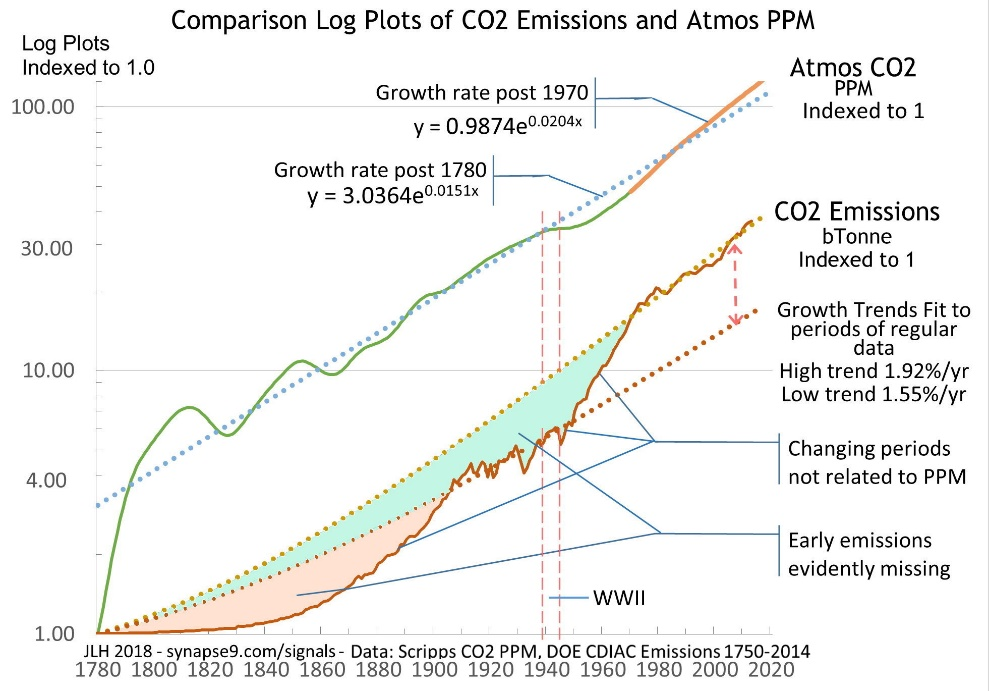 Comparison Log Plots of CO2 Emissions and Atmos PPM
Log Plots
Indexed to 1.0
Atmos CO2
PPM
Indexed to 1
100.00
Growth rate post 1970
y = 0.9874e^0.0204x
Growth rate post 1780
y = 3.0364e^0.0151x
CO2 Emissions
bTonne
Indexed to 1
30.00
Growth Trends Fit to
periods of regular
data
High trend 1.92%/yr
Low trend 1.55%/yr
10.00
Changing periods
not related to PPM
4.00
Early emissions
evidently missing
WWII
1.00
JLH 2018 - synapse9.com/signals - Data: Scripps CO2 PPM, DOE CDIAC Emissions 1750-2014
1780 1800 1820 1840 1860 1880 1900 1920 1940 1960 1980 2000 2020